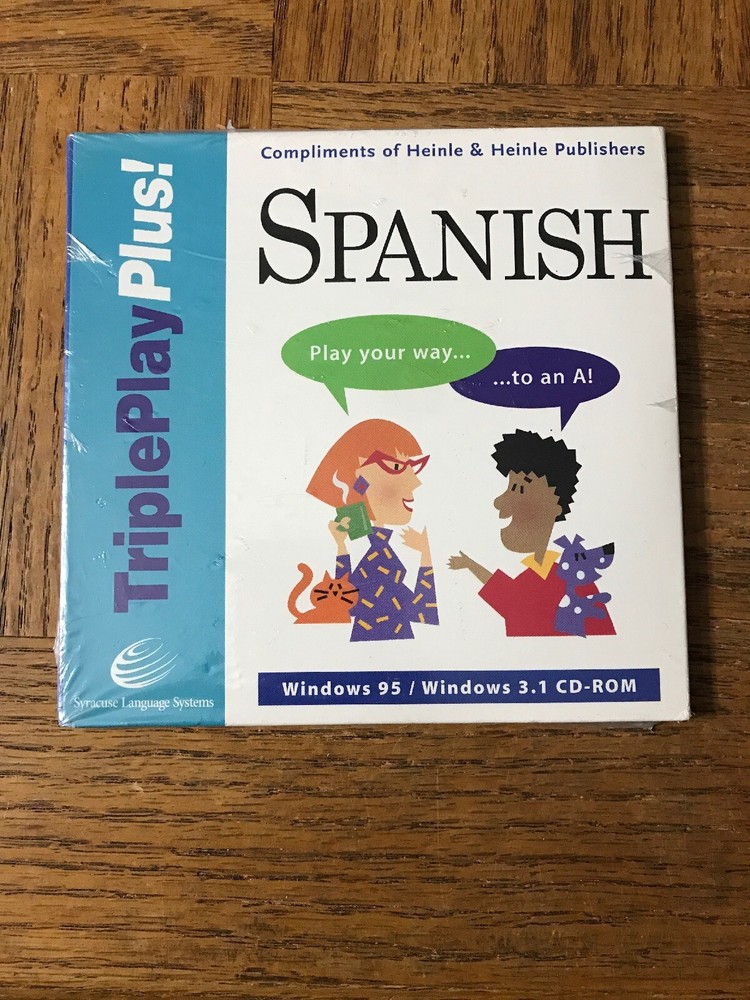 Compliments of Heinle & Heinle Publishers
SPANISH
TriplePlayPlus!
Play your way...
...to an A!
Syracuse Language Systems
Windows 95 / Windows 3.1 CD-ROM